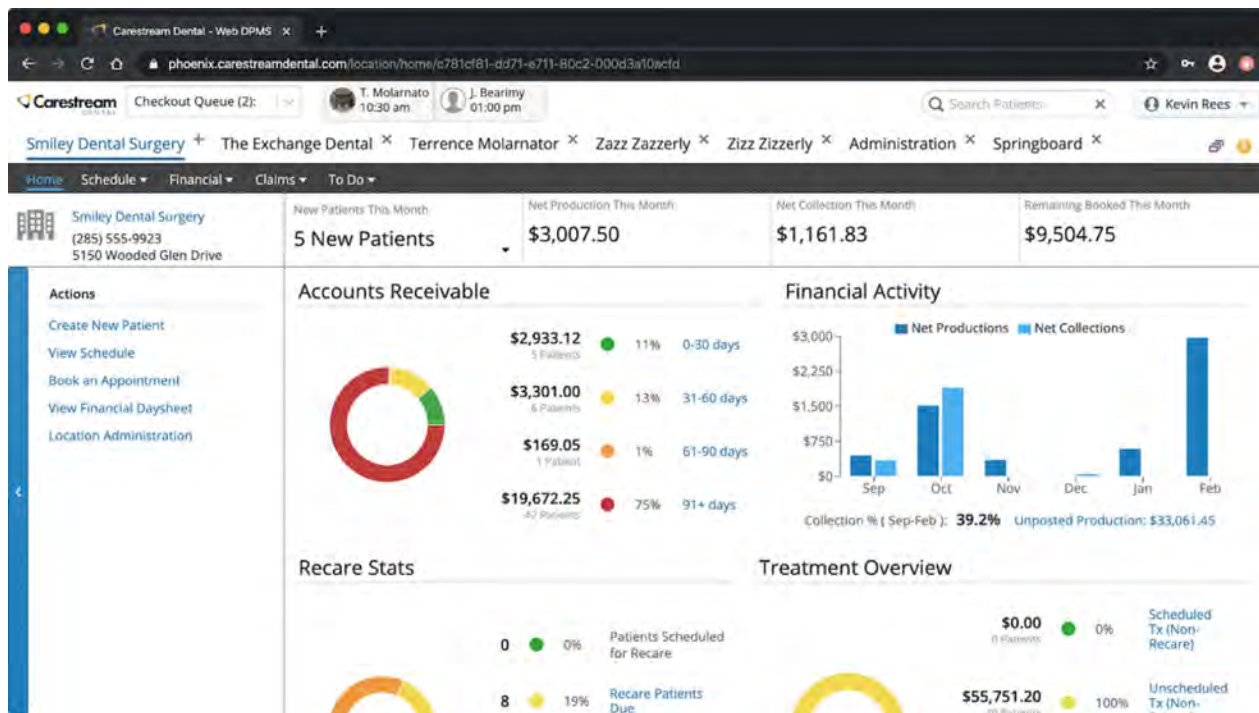 Carestream Dental - Web DPMS
phoenix.carestreamdental.com/location/home/c781cf81-dd71-e711-80c2-000d3a10acfd
Carestream
DENTAL
Checkout Queue (2):
T. Molarnato
10:30 am
J. Bearimy
01:00 pm
Search Patients
Kevin Rees
Smiley Dental Surgery
The Exchange Dental
Terrence Molarnator
Zazz Zazzerly
Zizz Zizzerly
Administration
Springboard
Home Schedule Financial Claims To Do
Smiley Dental Surgery
(285) 555-9923
5150 Wooded Glen Drive
New Patients This Month
5 New Patients
Net Production This Month
$3,007.50
Net Collection This Month
$1,161.83
Remaining Booked This Month
$9,504.75
Actions
Create New Patient
View Schedule
Book an Appointment
View Financial Daysheet
Location Administration
Accounts Receivable
$2,933.12 11% 0-30 days
5 Patients
$3,301.00 13% 31-60 days
6 Patients
$169.05 1% 61-90 days
1 Patient
$19,672.25 75% 91+ days
Patients
Financial Activity
Net Productions Net Collections
$3,000
$2,250
$1,500
$750
$0
Sep Oct Nov Dec Jan Feb
Collection % ( Sep-Feb ): 39.2% Unposted Production: $33,061.45
Recare Stats
0 0% Patients Scheduled
for Recare
8 19% Recare Patients
Due
Treatment Overview
$0.00 0% Scheduled
0 Patients Tx (Non-
Recare)
$55,751.20 100% Unscheduled
Tx (Non-